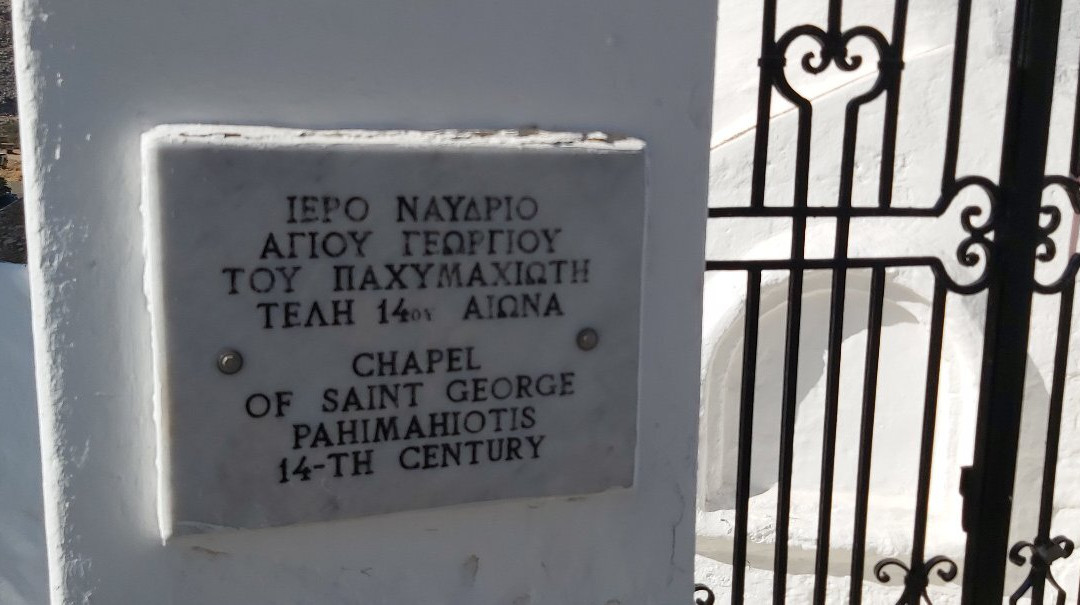 ΙΕΡΟ ΝΑΥΔΡΙΟ
ΑΓΙΟΥ ΓΕΩΡΓΙΟΥ
ΤΟΥ ΠΑΧΥΜΑΧΙΩΤΗ
ΤΕΛΗ 14ου ΑΙΩΝΑ
CHAPEL
OF SAINT GEORGE
PAHIMAHIOTIS
14-TH CENTURY